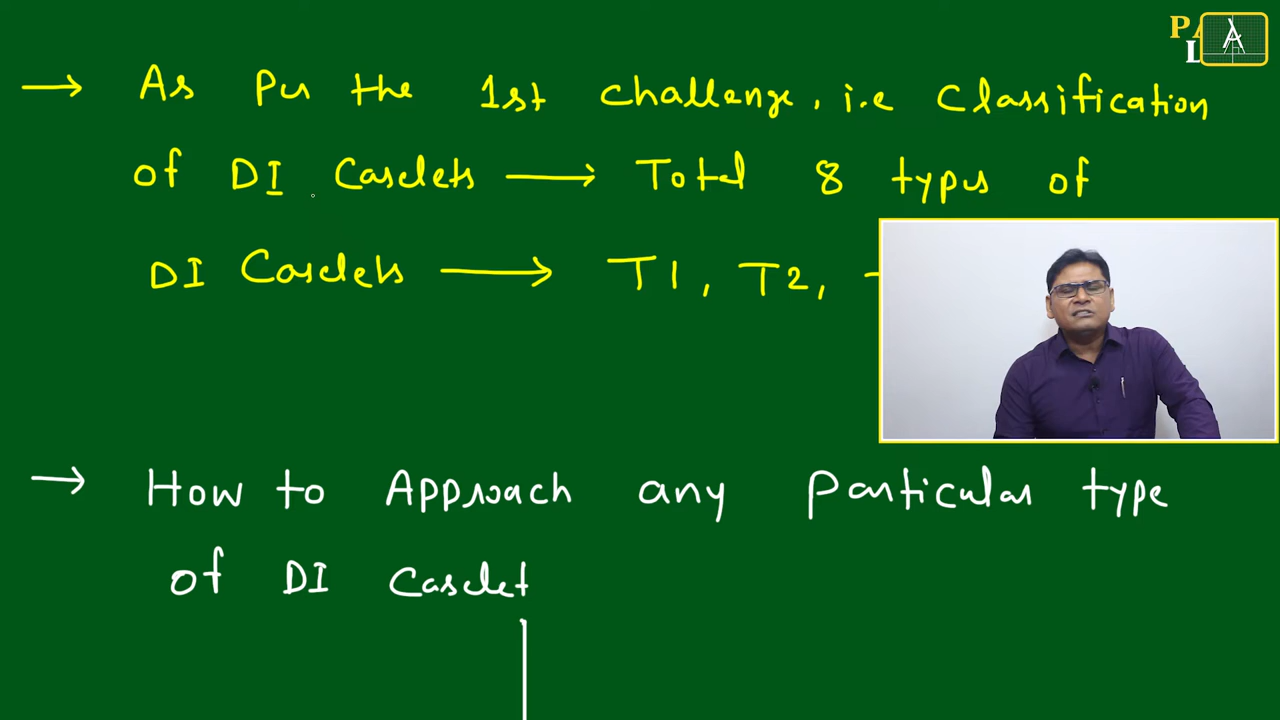 → As Per the 1st challenge, i.e Classification
of DI Caselets → Total 8 types of
DI Caselets → T1, T2,
→ How to Approach any Particular type
of DI Caselet